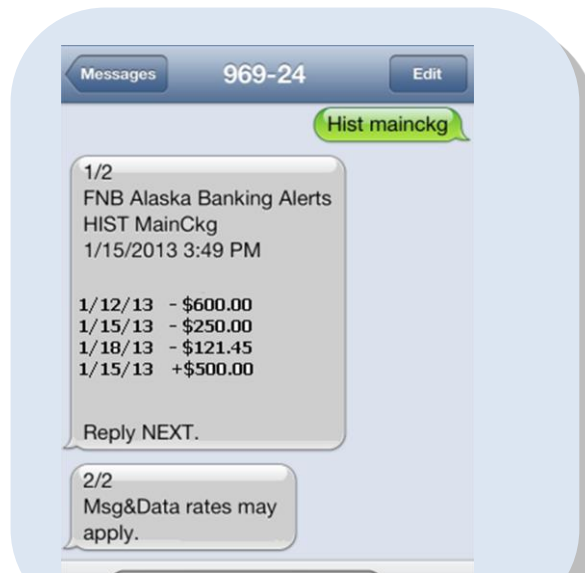 Messages 969-24 Edit
Hist mainckg
1/2
FNB Alaska Banking Alerts
HIST MainCkg
1/15/2013 3:49 PM
1/12/13 - $600.00
1/15/13 - $250.00
1/18/13 - $121.45
1/15/13 +$500.00
Reply NEXT.
2/2
Msg&Data rates may
apply.